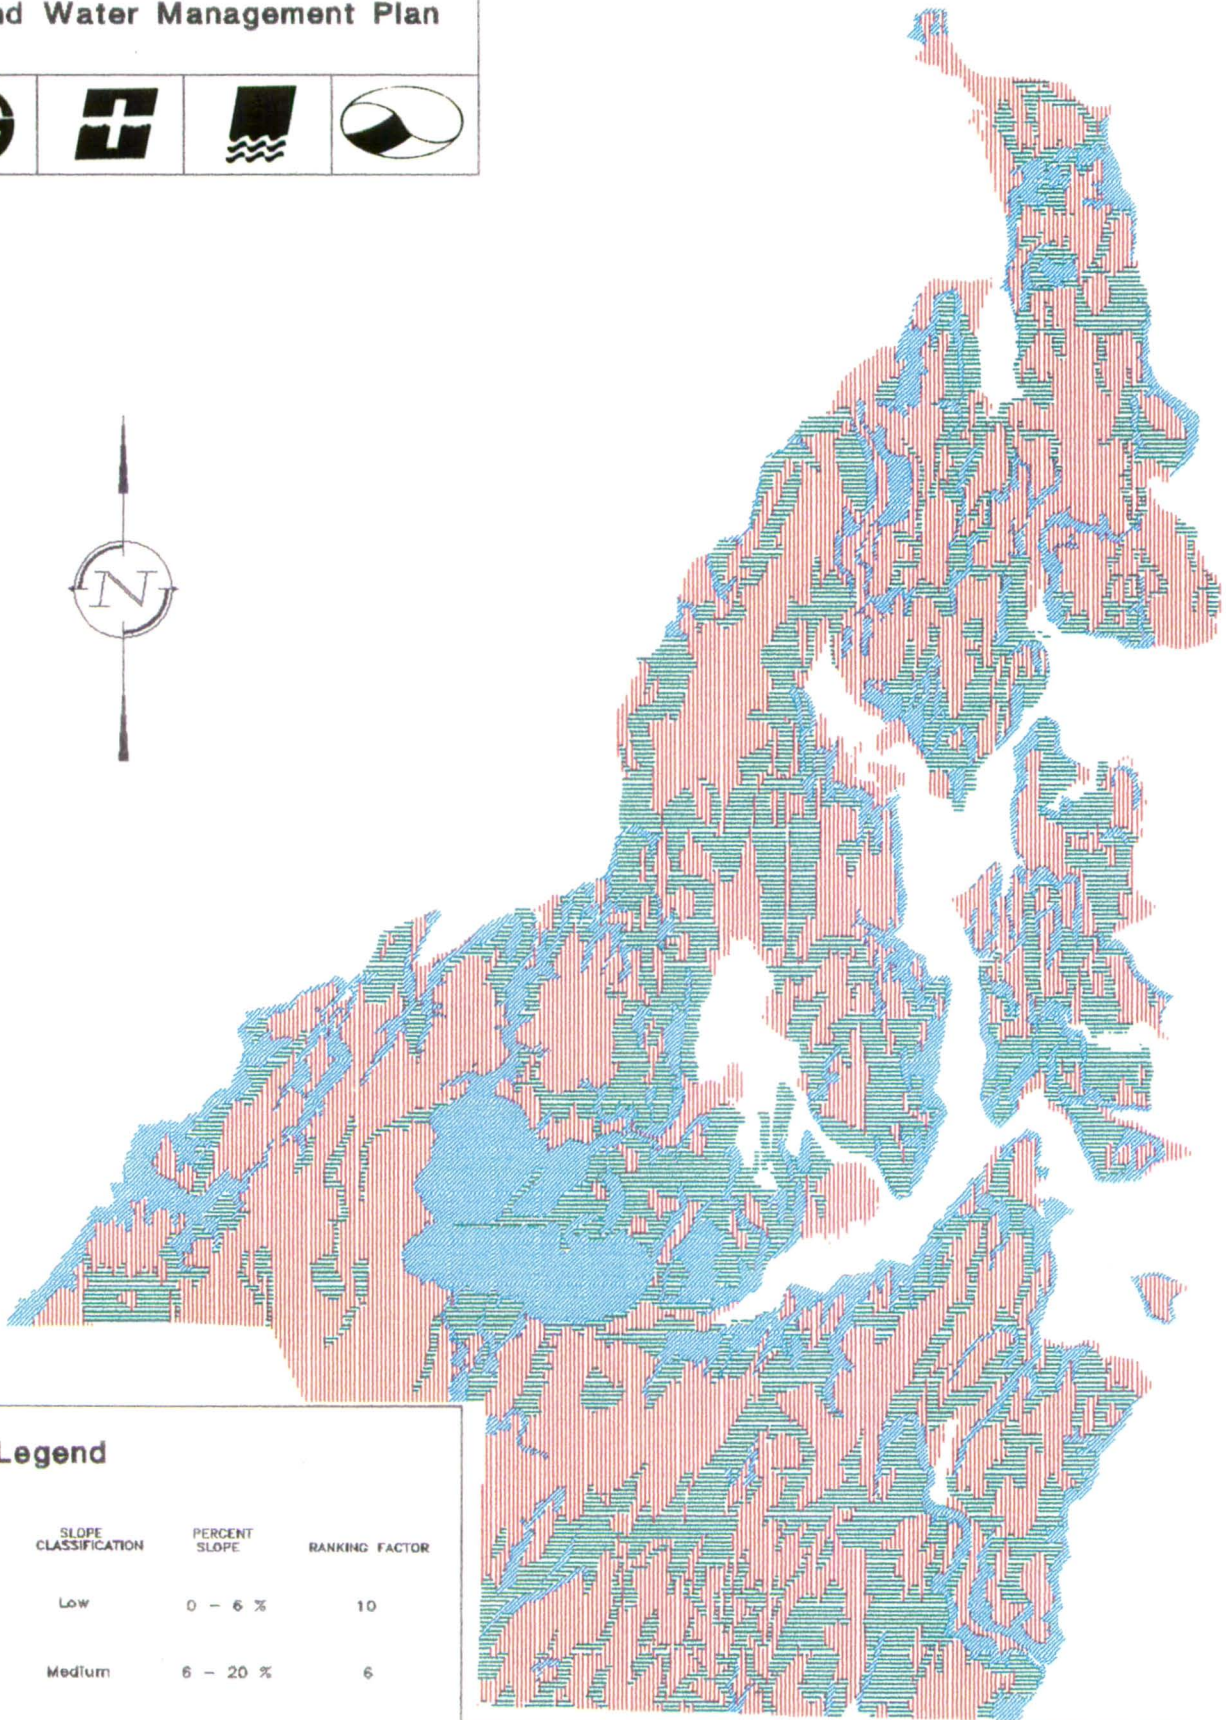 Water Management Plan
N
Legend
SLOPE CLASSIFICATION
PERCENT SLOPE
RANKING FACTOR
Low 0 - 6 % 10
Medium 6 - 20 % 6